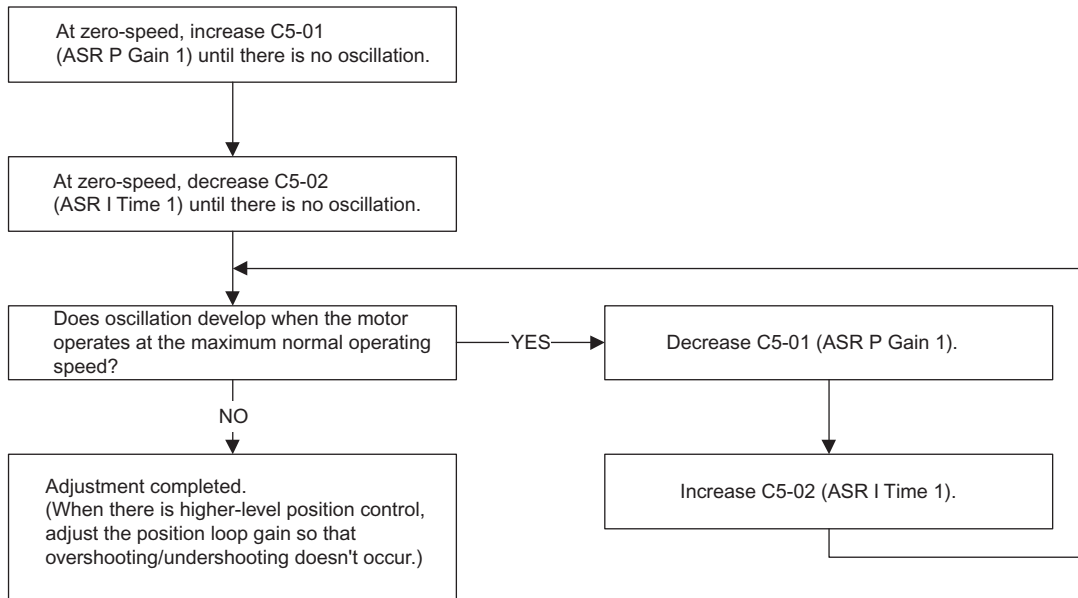 At zero-speed, increase C5-01
(ASR P Gain 1) until there is no oscillation.
At zero-speed, decrease C5-02
(ASR I Time 1) until there is no oscillation.
Does oscillation develop when the motor
operates at the maximum normal operating
speed?
YES
Decrease C5-01 (ASR P Gain 1).
NO
Increase C5-02 (ASR I Time 1).
Adjustment completed.
(When there is higher-level position control,
adjust the position loop gain so that
overshooting/undershooting doesn't occur.)